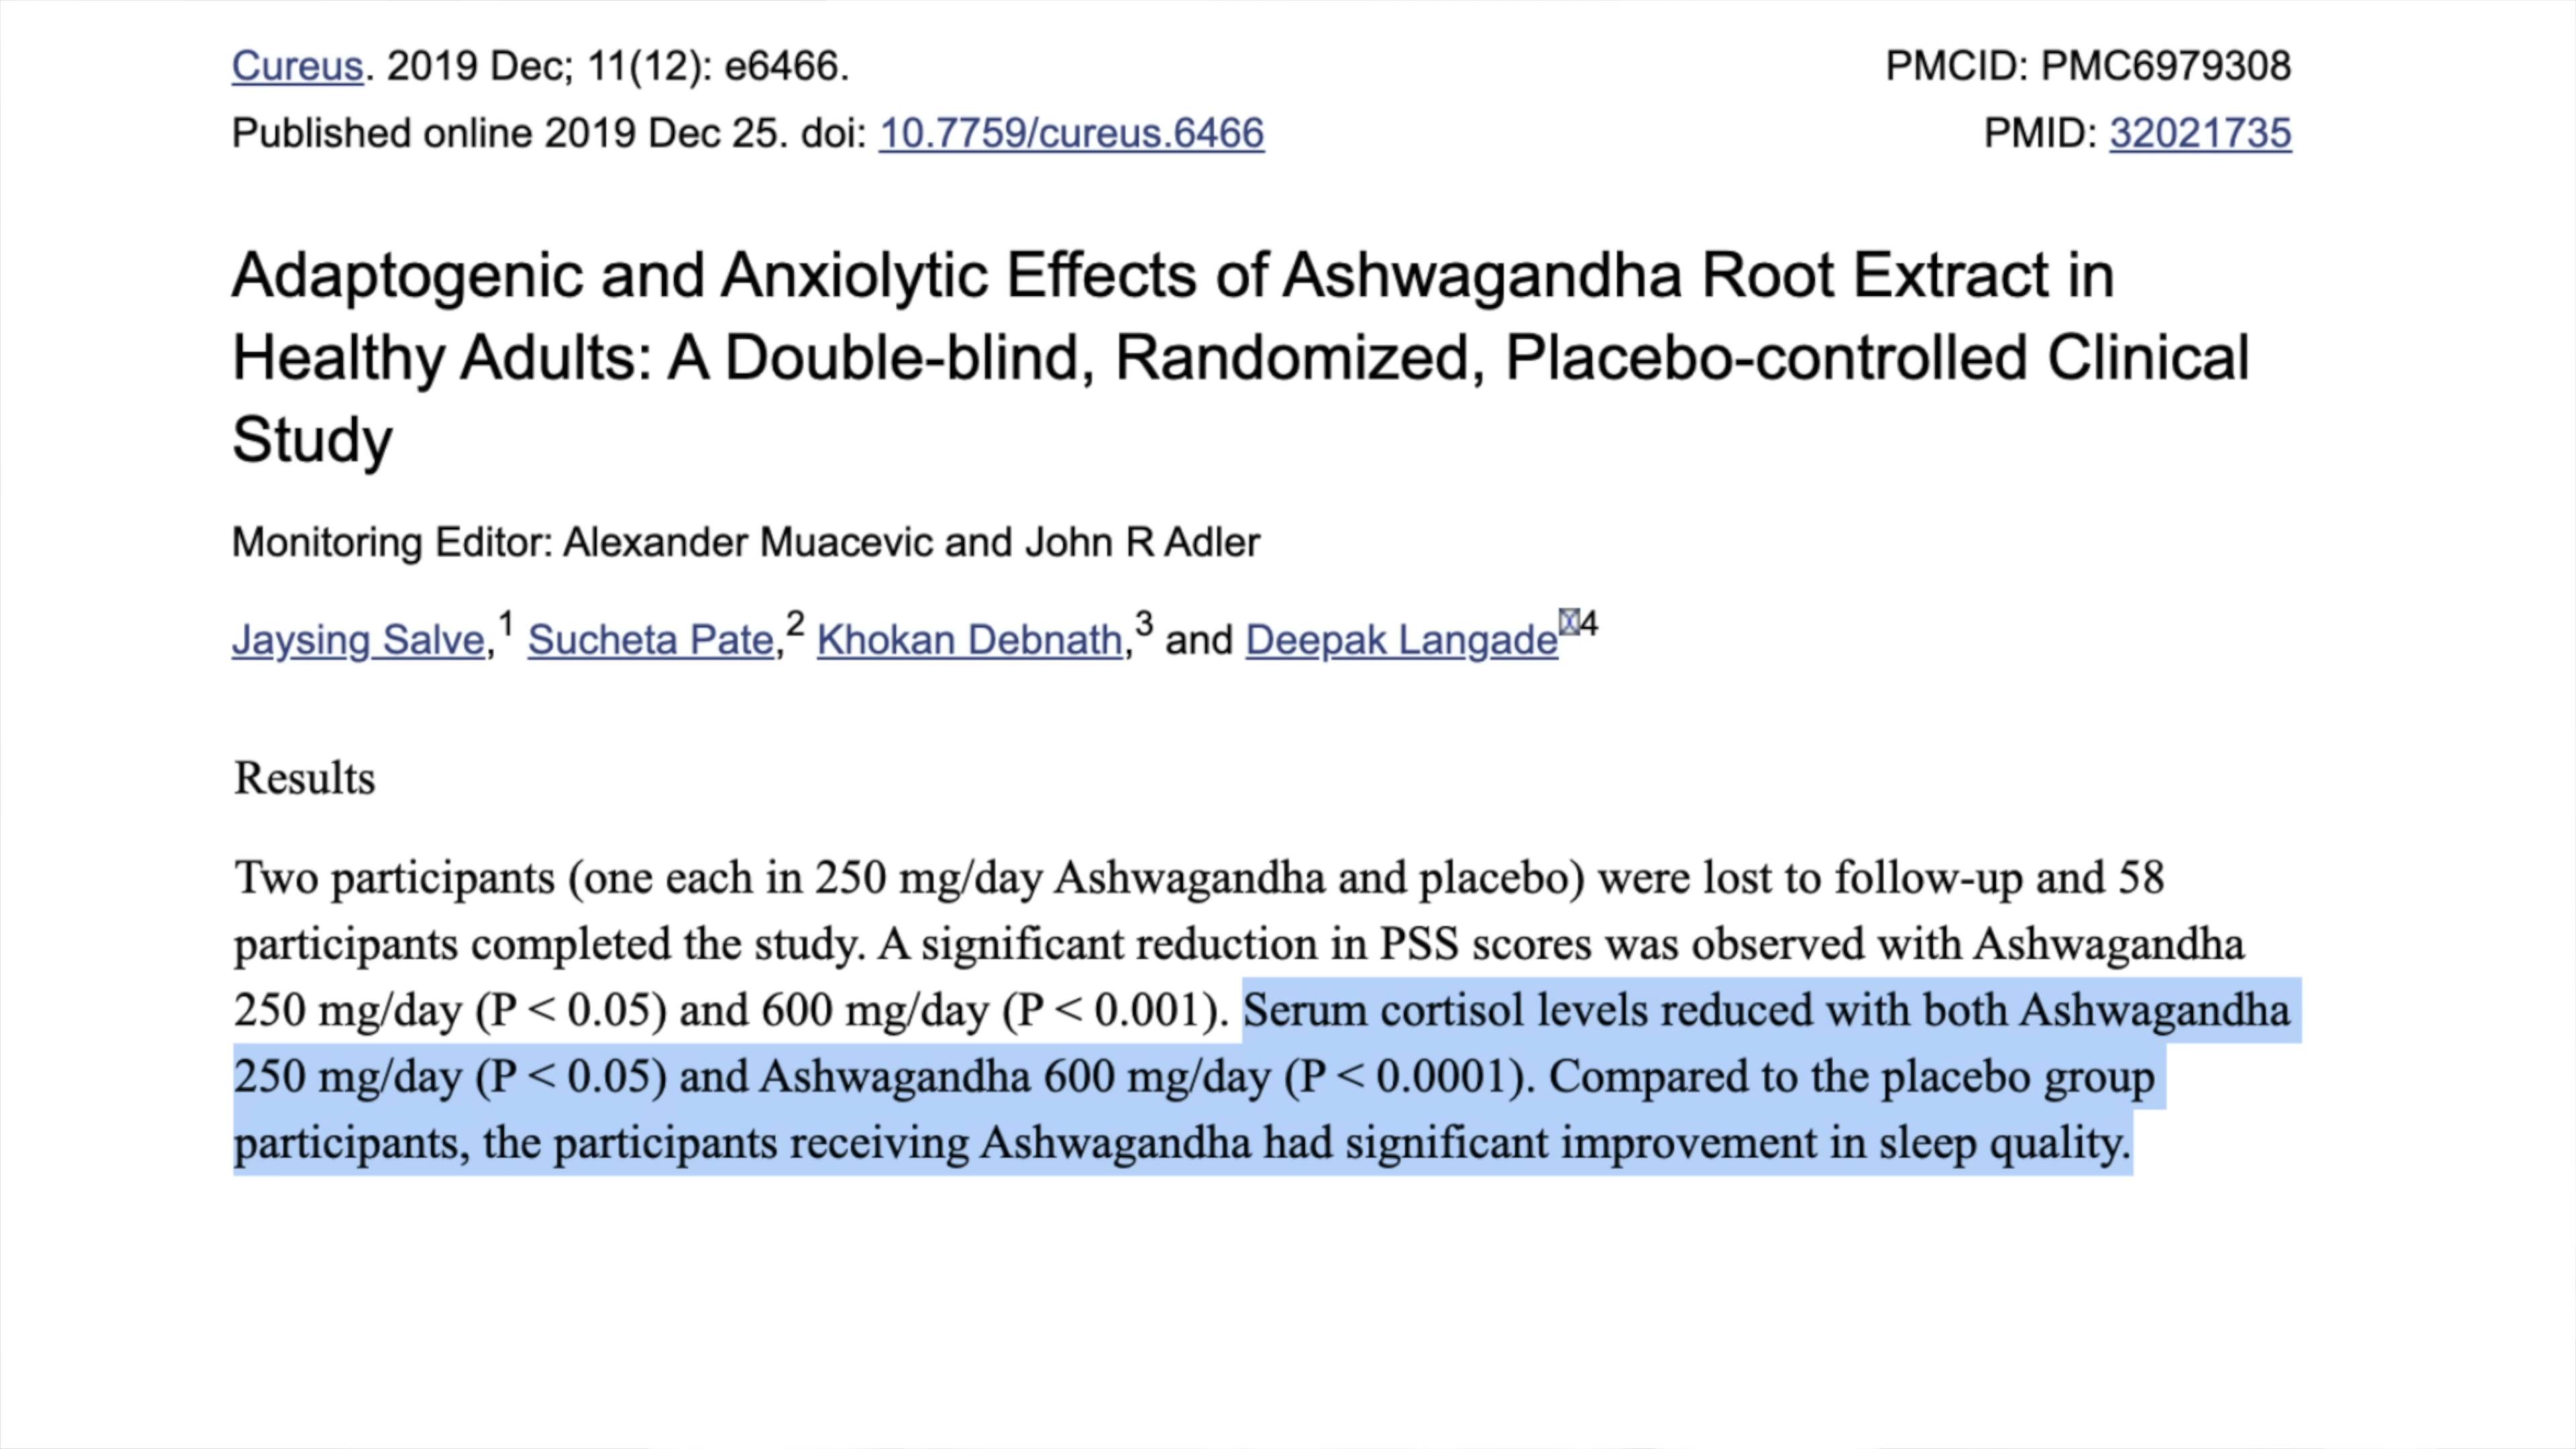 Cureus. 2019 Dec; 11(12): e6466.
PMCID: PMC6979308
Published online 2019 Dec 25. doi: 10.7759/cureus.6466
PMID: 32021735
Adaptogenic and Anxiolytic Effects of Ashwagandha Root Extract in
Healthy Adults: A Double-blind, Randomized, Placebo-controlled Clinical
Study
Monitoring Editor: Alexander Muacevic and John R Adler
Jaysing Salve,1 Sucheta Pate,2 Khokan Debnath,3 and Deepak Langade4
Results
Two participants (one each in 250 mg/day Ashwagandha and placebo) were lost to follow-up and 58
participants completed the study. A significant reduction in PSS scores was observed with Ashwagandha
250 mg/day (P < 0.05) and 600 mg/day (P < 0.001). Serum cortisol levels reduced with both Ashwagandha
250 mg/day (P < 0.05) and Ashwagandha 600 mg/day (P < 0.0001). Compared to the placebo group
participants, the participants receiving Ashwagandha had significant improvement in sleep quality.